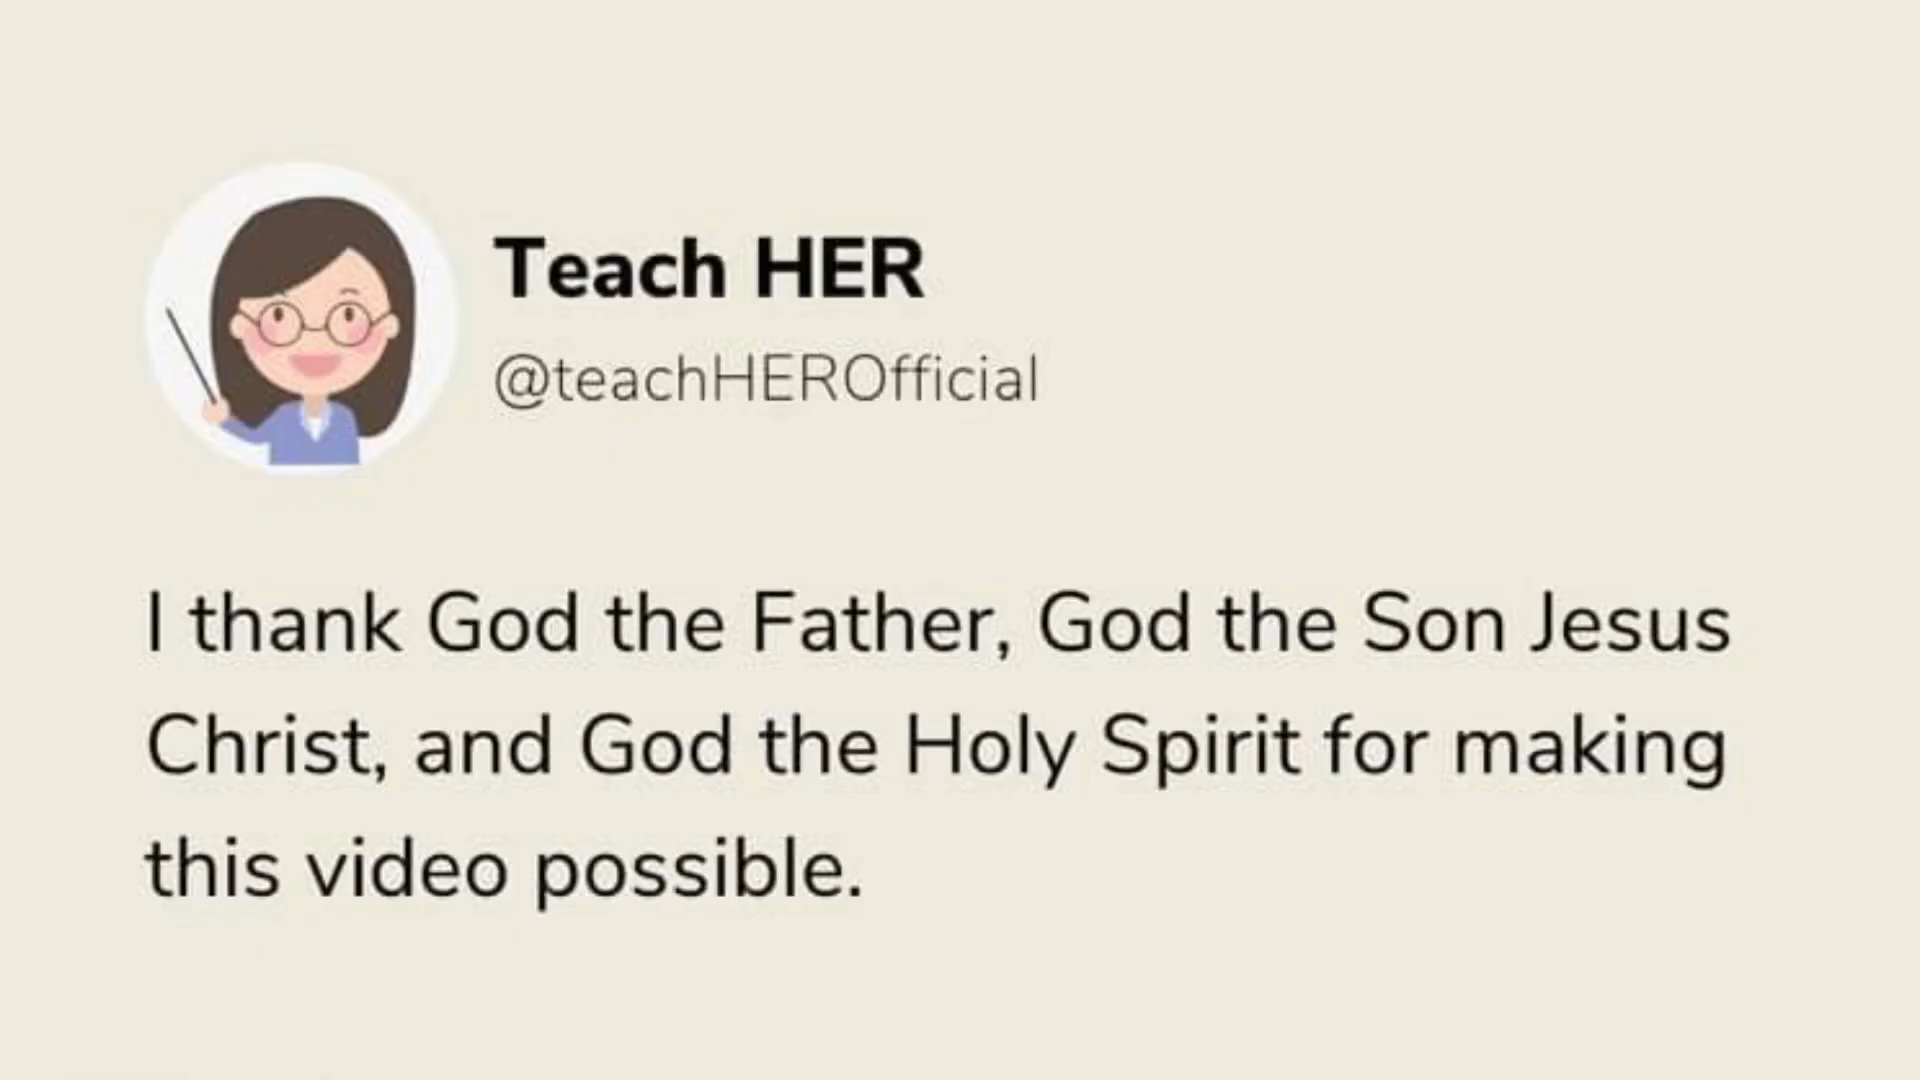 Teach HER
@teachHEROfficial
I thank God the Father, God the Son Jesus
Christ, and God the Holy Spirit for making
this video possible.